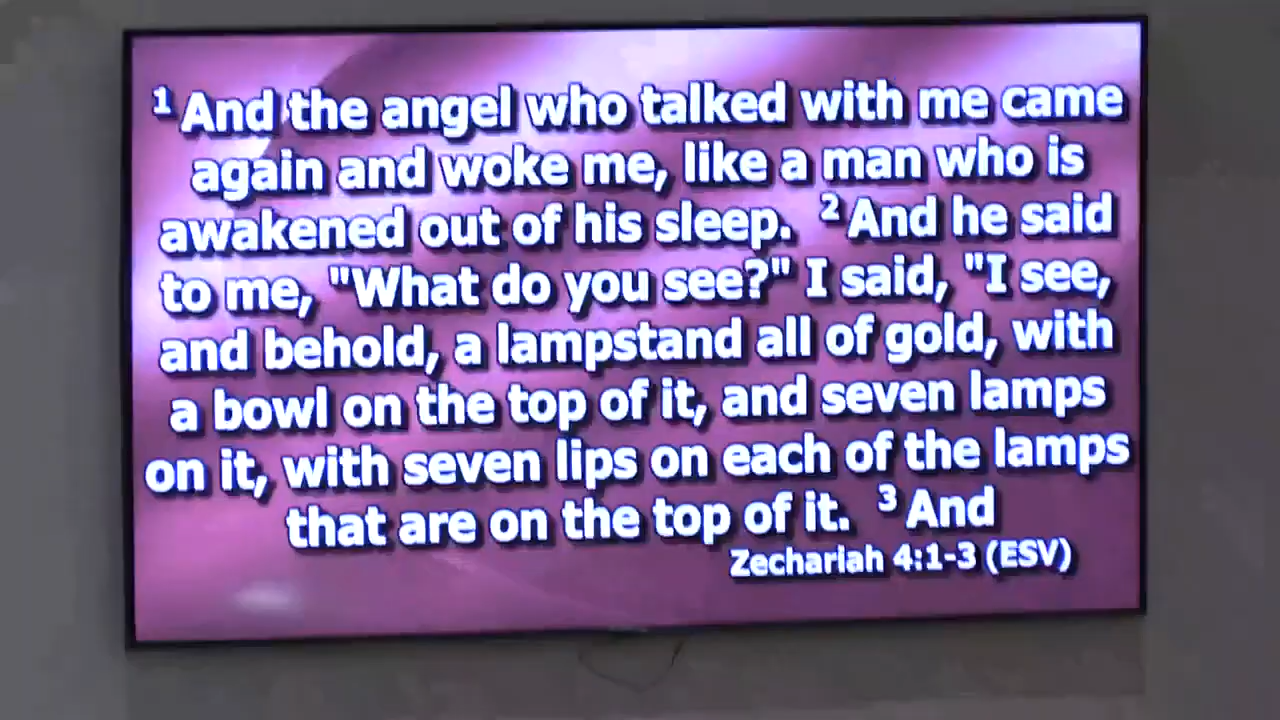 1 And the angel who talked with me came
again and woke me, like a man who is
awakened out of his sleep. 2 And he said
to me, "What do you see?" I said, "I see,
and behold, a lampstand all of gold, with
a bowl on the top of it, and seven lamps
on it, with seven lips on each of the lamps
that are on the top of it. 3 And
Zechariah 4:1-3 (ESV)